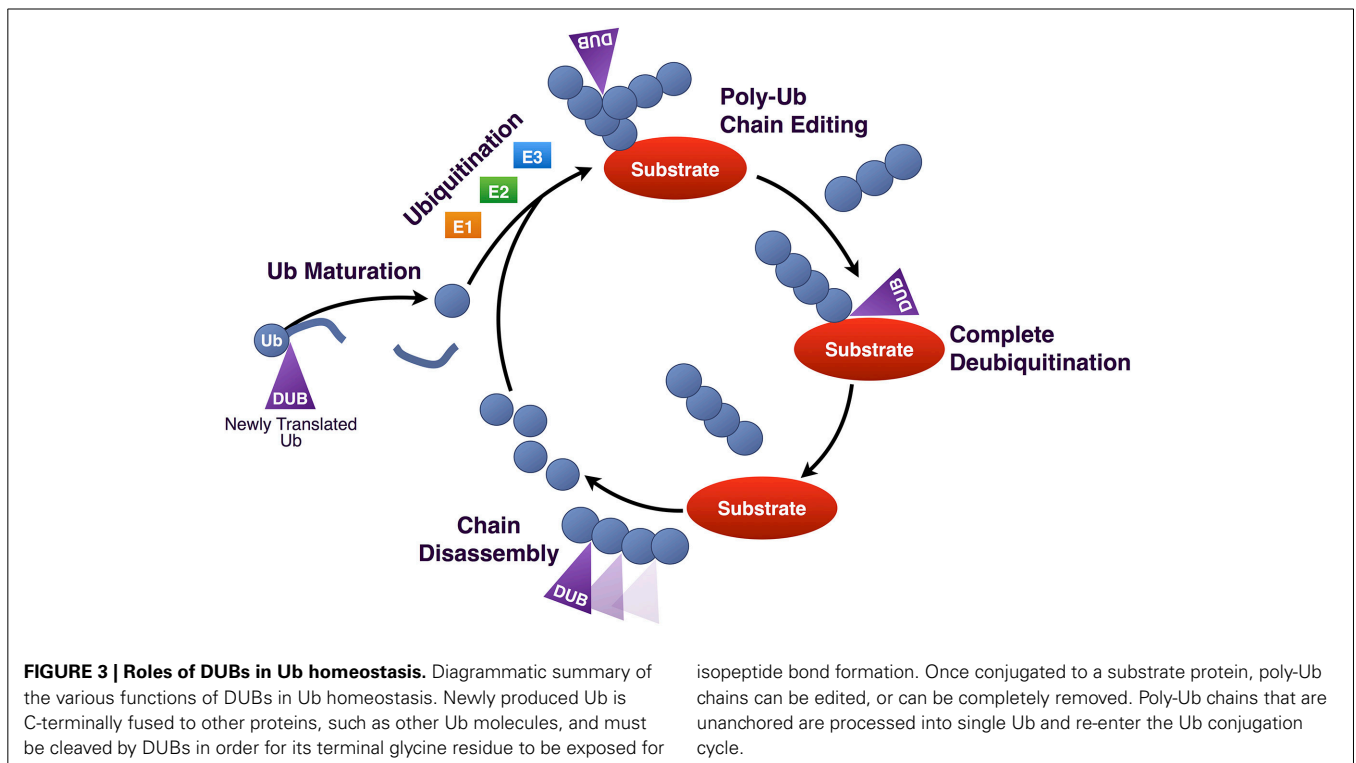 DUB
Poly-Ub
Chain Editing
Ubiquitination
E3
E2
E1
Substrate
Ub Maturation
Ub
DUB
Newly Translated
Ub
DUB
Substrate
Complete
Deubiquitination
Substrate
Chain
Disassembly
DUB
FIGURE 3 | Roles of DUBs in Ub homeostasis. Diagrammatic summary of
the various functions of DUBs in Ub homeostasis. Newly produced Ub is
C-terminally fused to other proteins, such as other Ub molecules, and must
be cleaved by DUBs in order for its terminal glycine residue to be exposed for
isopeptide bond formation. Once conjugated to a substrate protein, poly-Ub
chains can be edited, or can be completely removed. Poly-Ub chains that are
unanchored are processed into single Ub and re-enter the Ub conjugation
cycle.